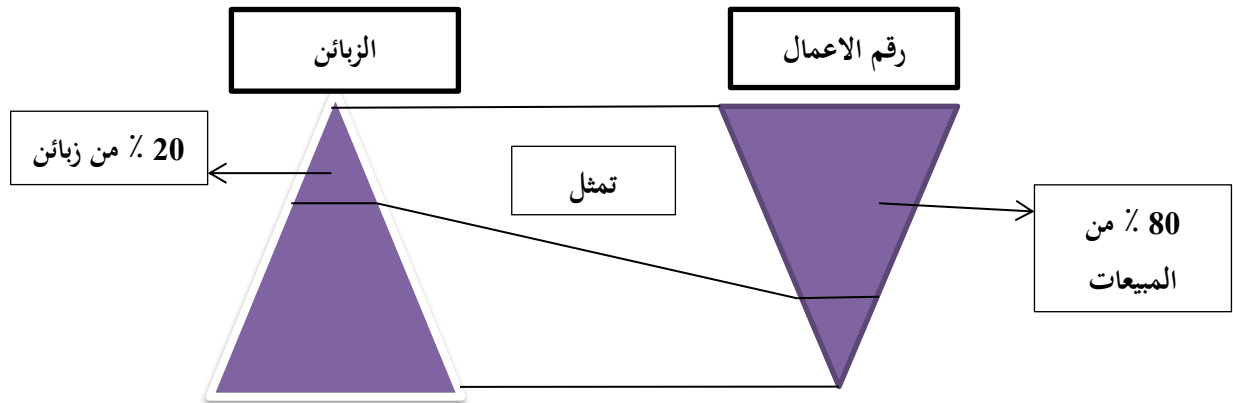 رقم الاعمال
الزبائن
20 ٪ من زبائن
تمثل
80 ٪ من
المبيعات